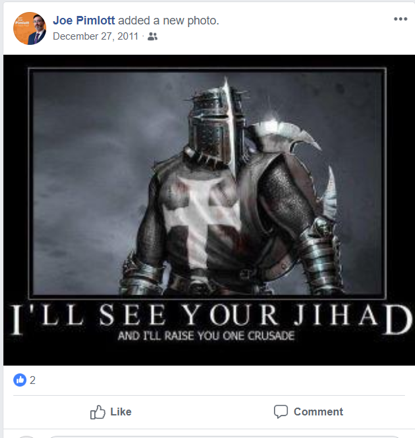 Joe Pimlott added a new photo.
December 27, 2011 ·
I'LL SEE YOUR JIHAD
AND I'LL RAISE YOU ONE CRUSADE
2
Like Comment